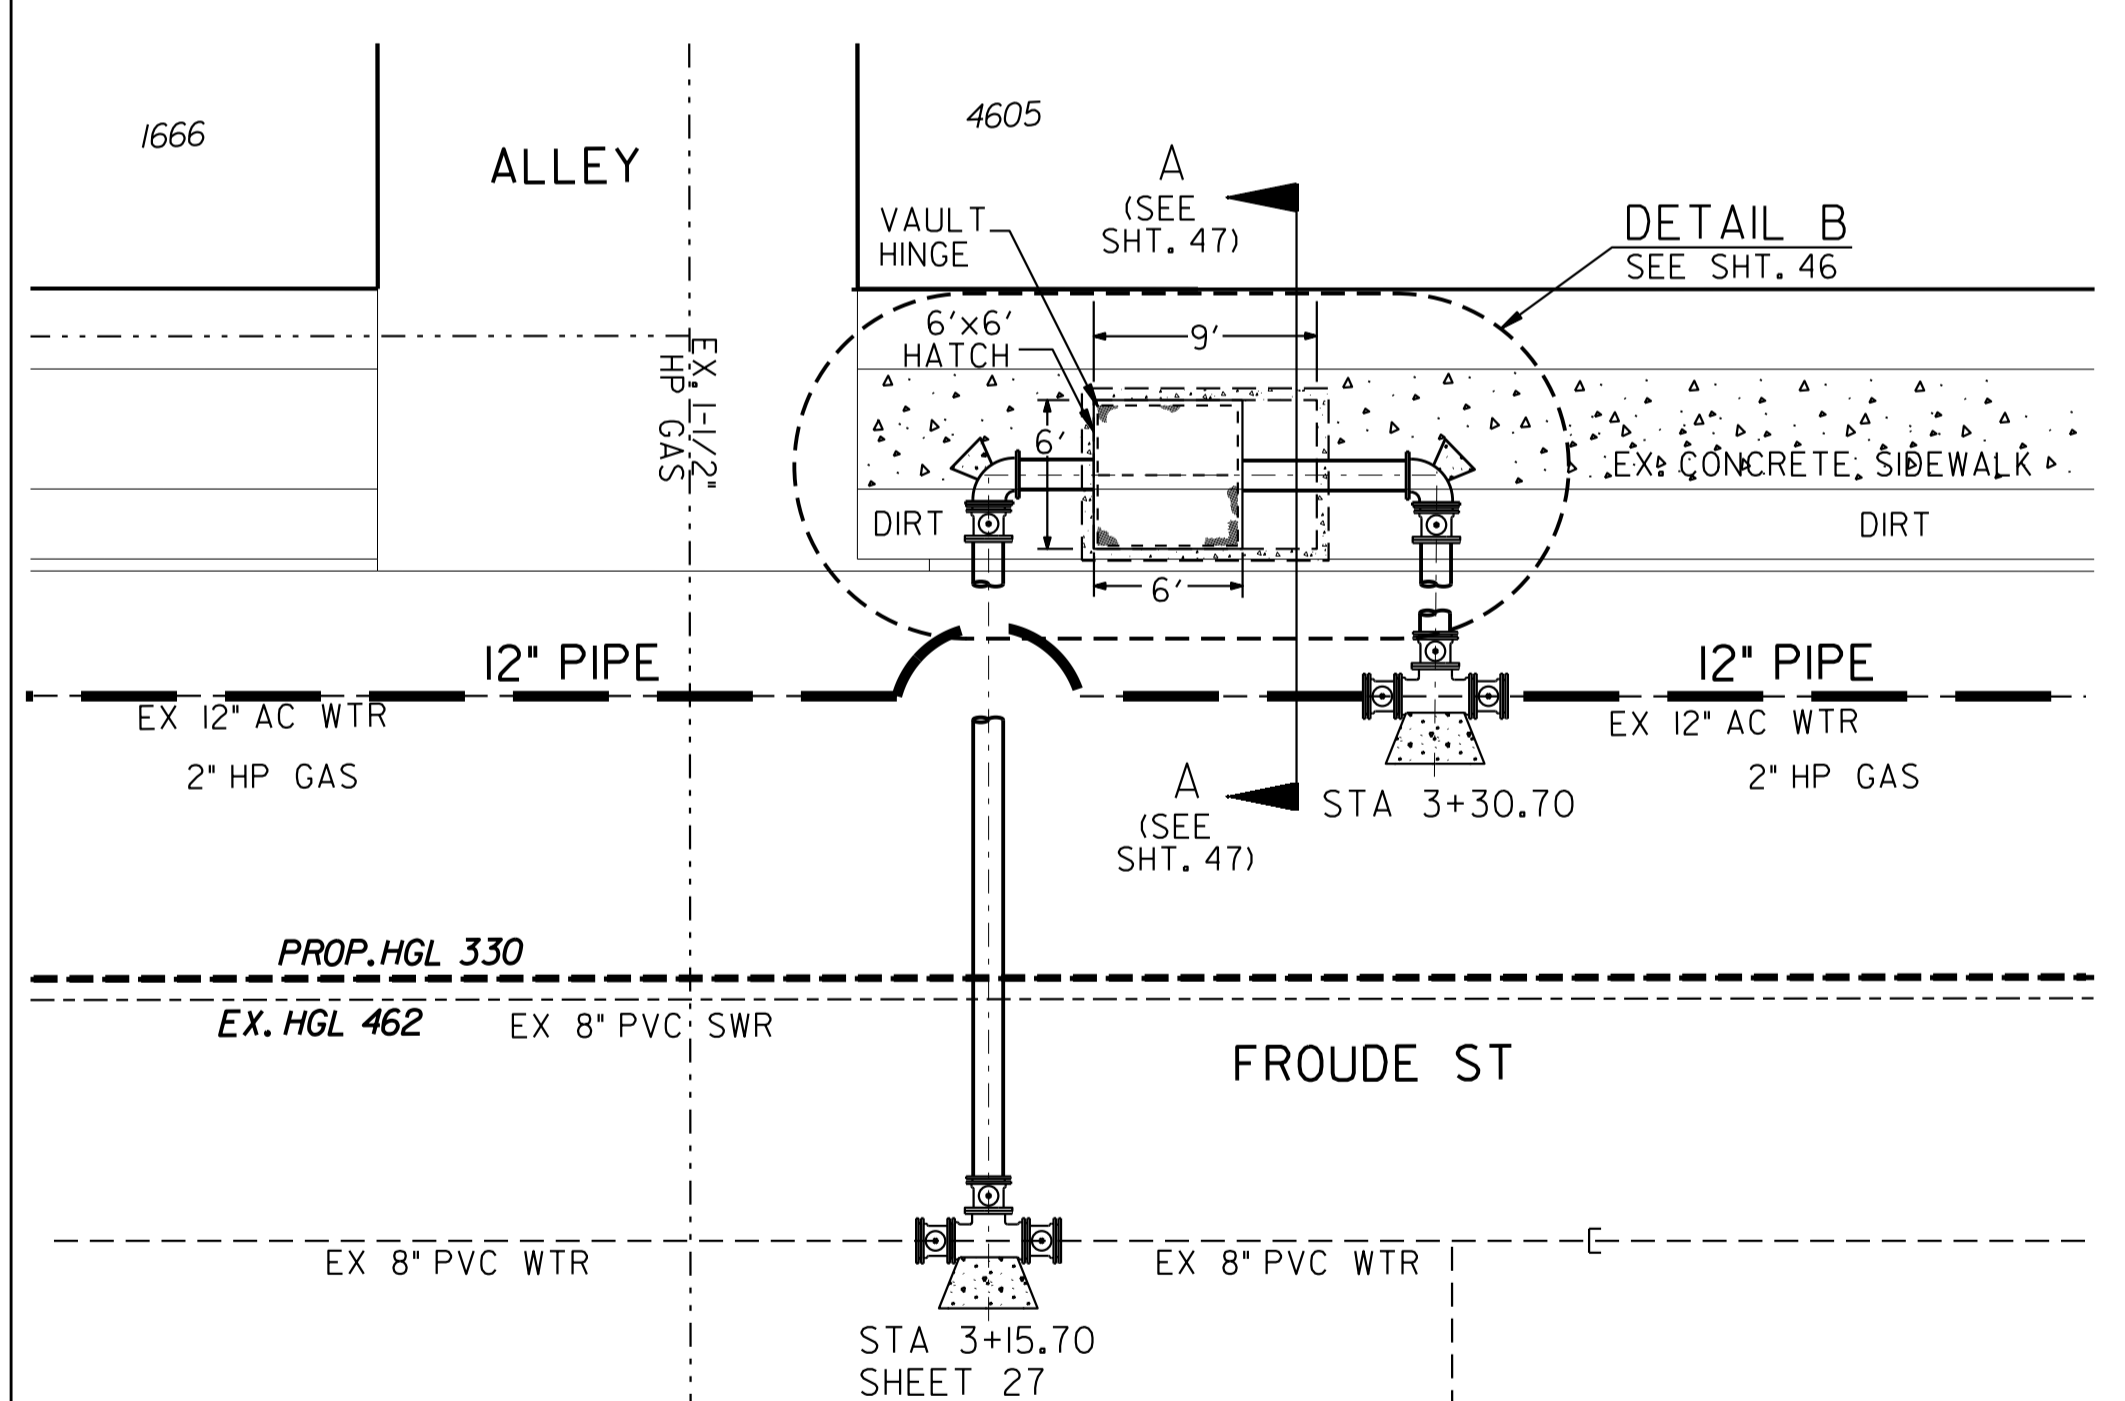 1666
ALLEY
4605
A
(SEE
SHT. 47)
VAULT
HINGE
DETAIL B
SEE SHT. 46
6'x6'
HATCH
9'
EX. 1-1/2"
HP GAS
6'
EX. CONCRETE SIDEWALK
DIRT
DIRT
6'
12" PIPE
12" PIPE
EX 12" AC WTR
EX 12" AC WTR
2" HP GAS
2" HP GAS
A
(SEE
SHT. 47)
STA 3+30.70
PROP. HGL 330
EX. HGL 462
EX 8" PVC SWR
FROUDE ST
EX 8" PVC WTR
EX 8" PVC WTR
STA 3+15.70
SHEET 27